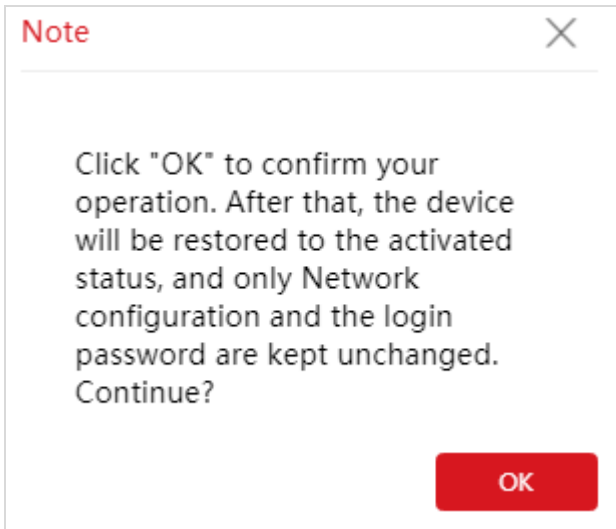 Note
Click "OK" to confirm your
operation. After that, the device
will be restored to the activated
status, and only Network
configuration and the login
password are kept unchanged.
Continue?
OK